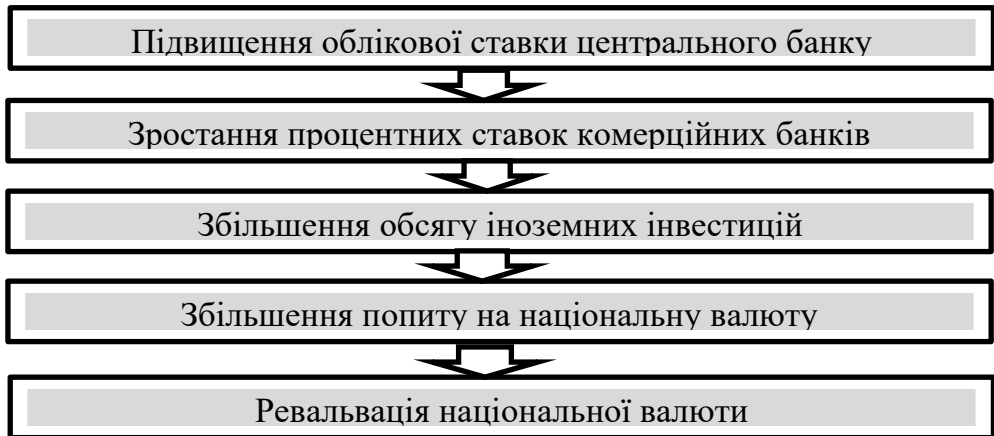 Підвищення облікової ставки центрального банку
Зростання процентних ставок комерційних банків
Збільшення обсягу іноземних інвестицій
Збільшення попиту на національну валюту
Ревальвація національної валюти